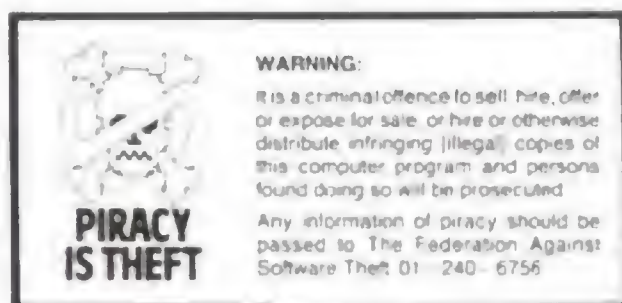 WARNING:
It is a criminal offence to sell, hire, offer
or expose for sale, or hire or otherwise
distribute infringing [illegal] copies of
this computer program and persons
found doing so will be prosecuted
Any information of piracy should be
passed to The Federation Against
Software Theft 01 - 240 - 6756
PIRACY
IS THEFT